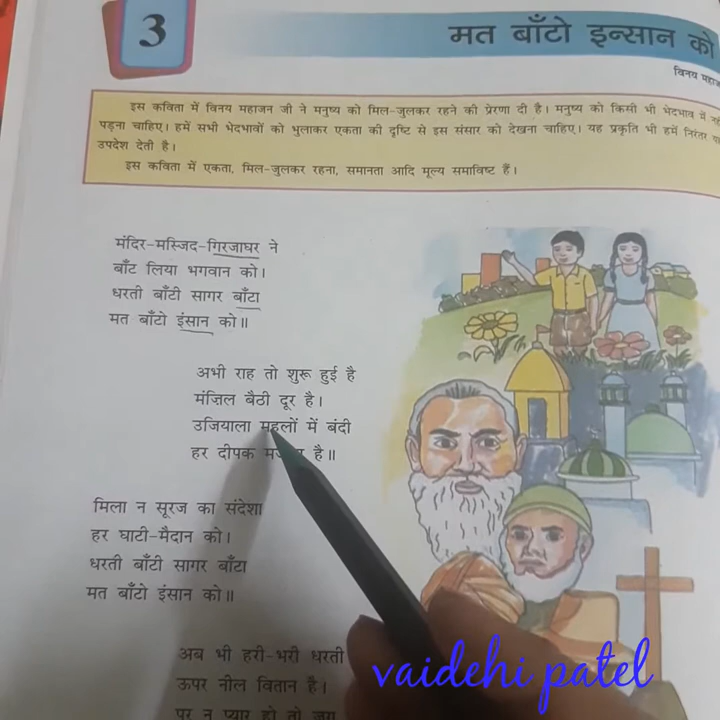 3
मत बाँटो इन्सान को
विनय
इस कविता में विनय महाजन जी ने मनुष्य को मिल-जुलकर रहने की प्रेरणा दी है। मनुष्य को किसी भी भेदभाव में
पड़ना चाहिए। हमें सभी भेदभावों को भुलाकर एकता की दृष्टि से इस संसार को देखना चाहिए। यह प्रकृति भी हमें निरंतर
उपदेश देती है।
इस कविता में एकता, मिल-जुलकर रहना, समानता आदि मूल्य समाविष्ट हैं।
मंदिर-मस्जिद-गिरजाघर ने
बाँट लिया भगवान को।
धरती बाँटी सागर बाँटा
मत बाँटो इंसान को॥
अभी राह तो शुरू हुई है
मंज़िल बैठी दूर है।
उजियाला महलों में बंदी
हर दीपक है॥
मिला न सूरज का संदेशा
हर घाटी-मैदान को।
धरती बाँटी सागर बाँटा
मत बाँटो इंसान को॥
अब भी हरी-भरी धरती
ऊपर नील वितान है।
पर न प्यार हो तो जग
vaidehi patel